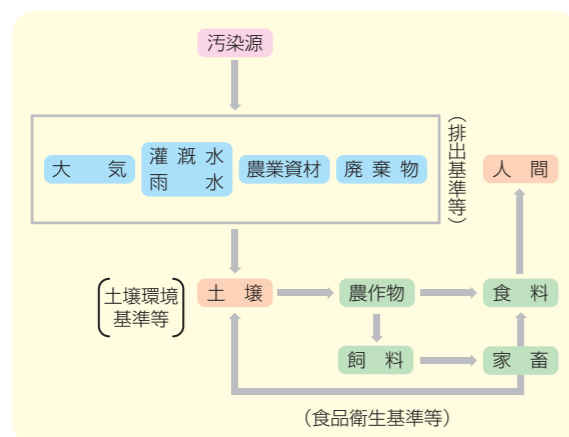 汚染源
大気
灌漑水
雨水
農業資材
廃棄物
（排出基準等）
人間
土壌環境
基準等
土壌
農作物
食料
飼料
家畜
（食品衛生基準等）